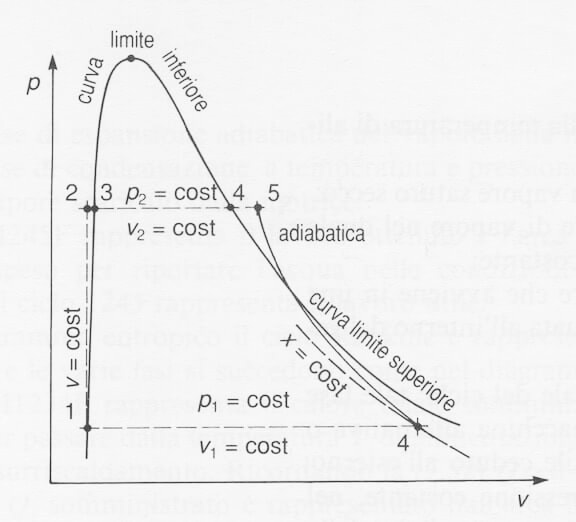 limite
curva
inferiore
p
2
3
p2 = cost
4
5
v2 = cost
adiabatica
v = cost
curva limite superiore
x = cost
1
p1 = cost
4
v1 = cost
v